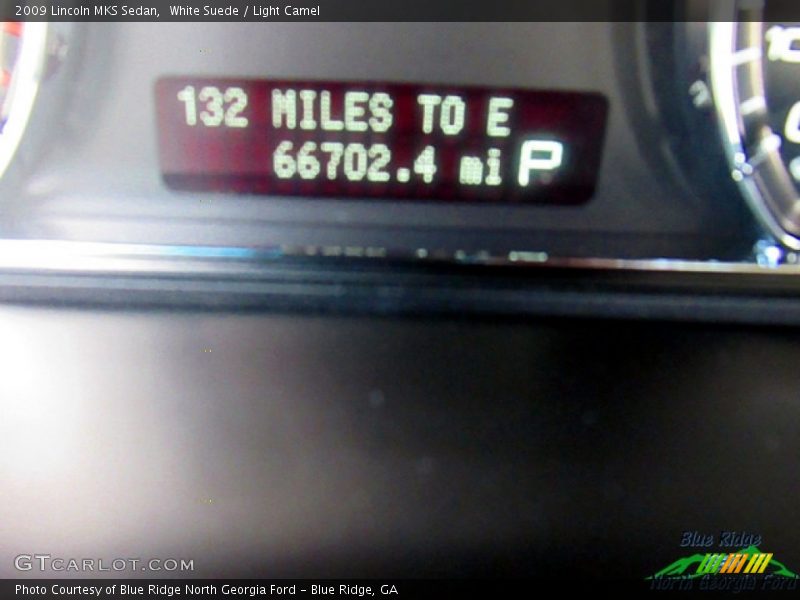 2009 Lincoln MKS Sedan, White Suede / Light Camel
132 MILES TO E
66702.4 mi P
10
GTCARLOT.COM
Blue Ridge
North Georgia Ford
Photo Courtesy of Blue Ridge North Georgia Ford – Blue Ridge, GA